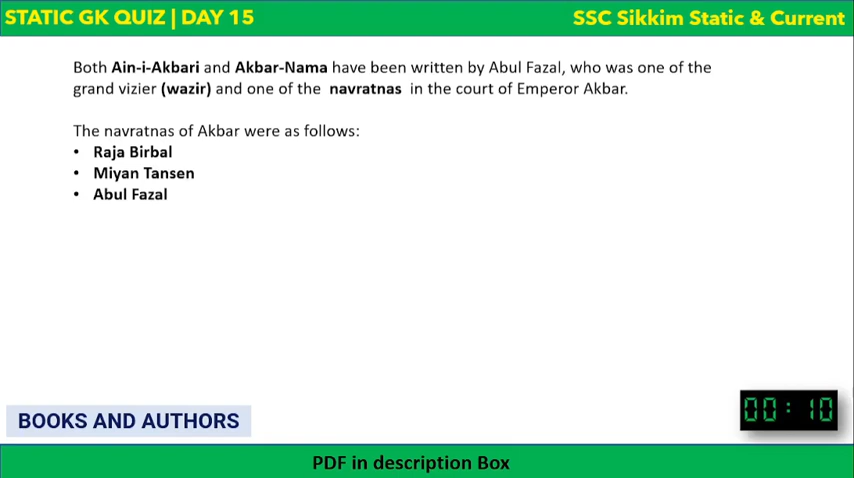 STATIC GK QUIZ | DAY 15
SSC Sikkim Static & Current
Both Ain-i-Akbari and Akbar-Nama have been written by Abul Fazal, who was one of the
grand vizier (wazir) and one of the navratnas in the court of Emperor Akbar.
The navratnas of Akbar were as follows:
• Raja Birbal
• Miyan Tansen
• Abul Fazal
BOOKS AND AUTHORS
00:10
PDF in description Box